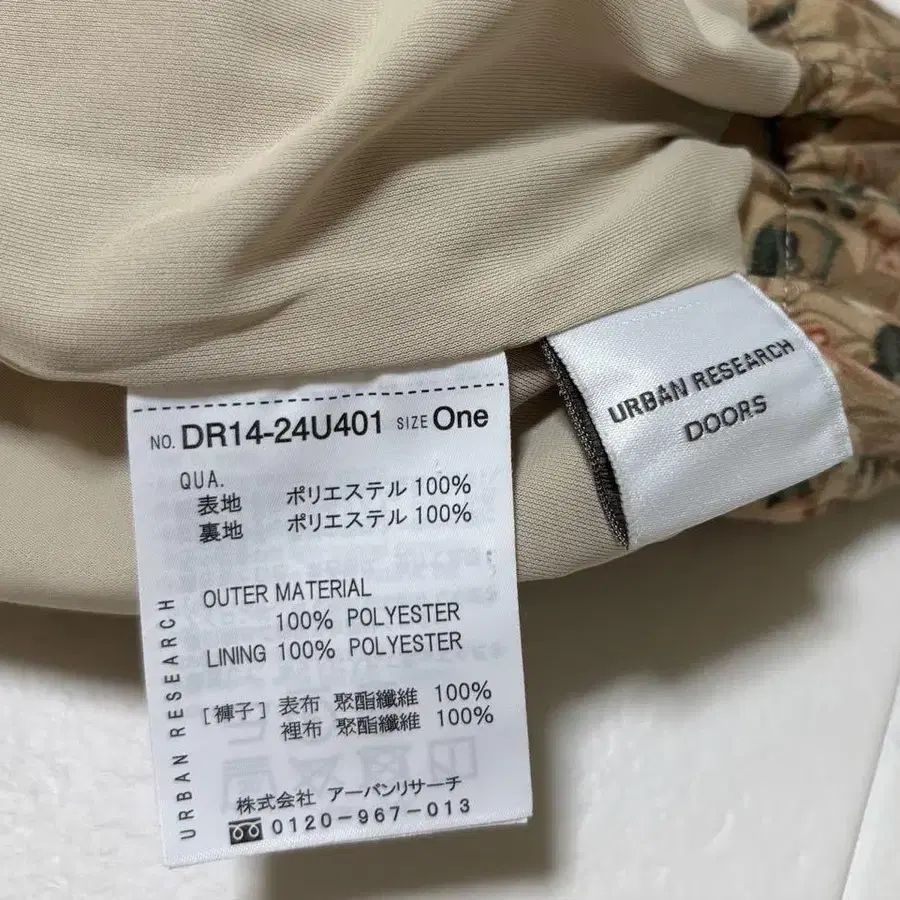 NO. DR14-24U401 SIZE One
QUA.
表地 ポリエステル 100%
裏地 ポリエステル 100%
OUTER MATERIAL
100% POLYESTER
LINING 100% POLYESTER
[褲子] 表布 聚酯纖維 100%
裡布 聚酯纖維 100%
株式会社 アーバンリサーチ
0120-967-013
URBAN RESEARCH
URBAN RESEARCH
DOORS